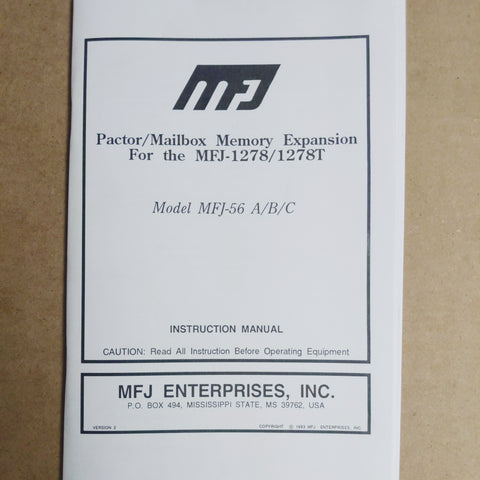 MFJ
Pactor/Mailbox Memory Expansion
For the MFJ-1278/1278T
Model MFJ-56 A/B/C
INSTRUCTION MANUAL
CAUTION: Read All Instruction Before Operating Equipment
MFJ ENTERPRISES, INC.
P.O. BOX 494, MISSISSIPPI STATE, MS 39762, USA
VERSION 2 COPYRIGHT © 1993 MFJ ENTERPRISES, INC.